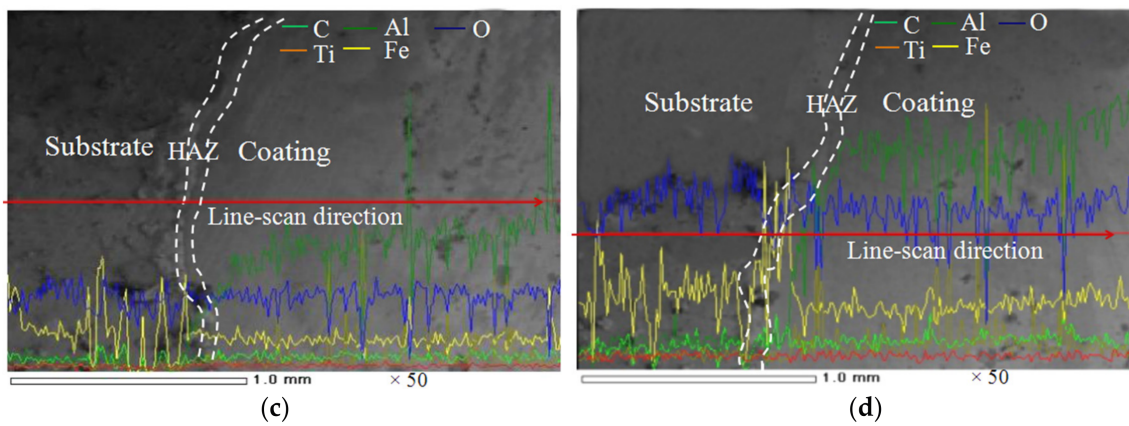 C Al O
Ti Fe
Substrate HAZ Coating
Line-scan direction
1.0 mm × 50
(c)
C Al O
Ti Fe
Substrate HAZ Coating
Line-scan direction
1.0 mm × 50
(d)